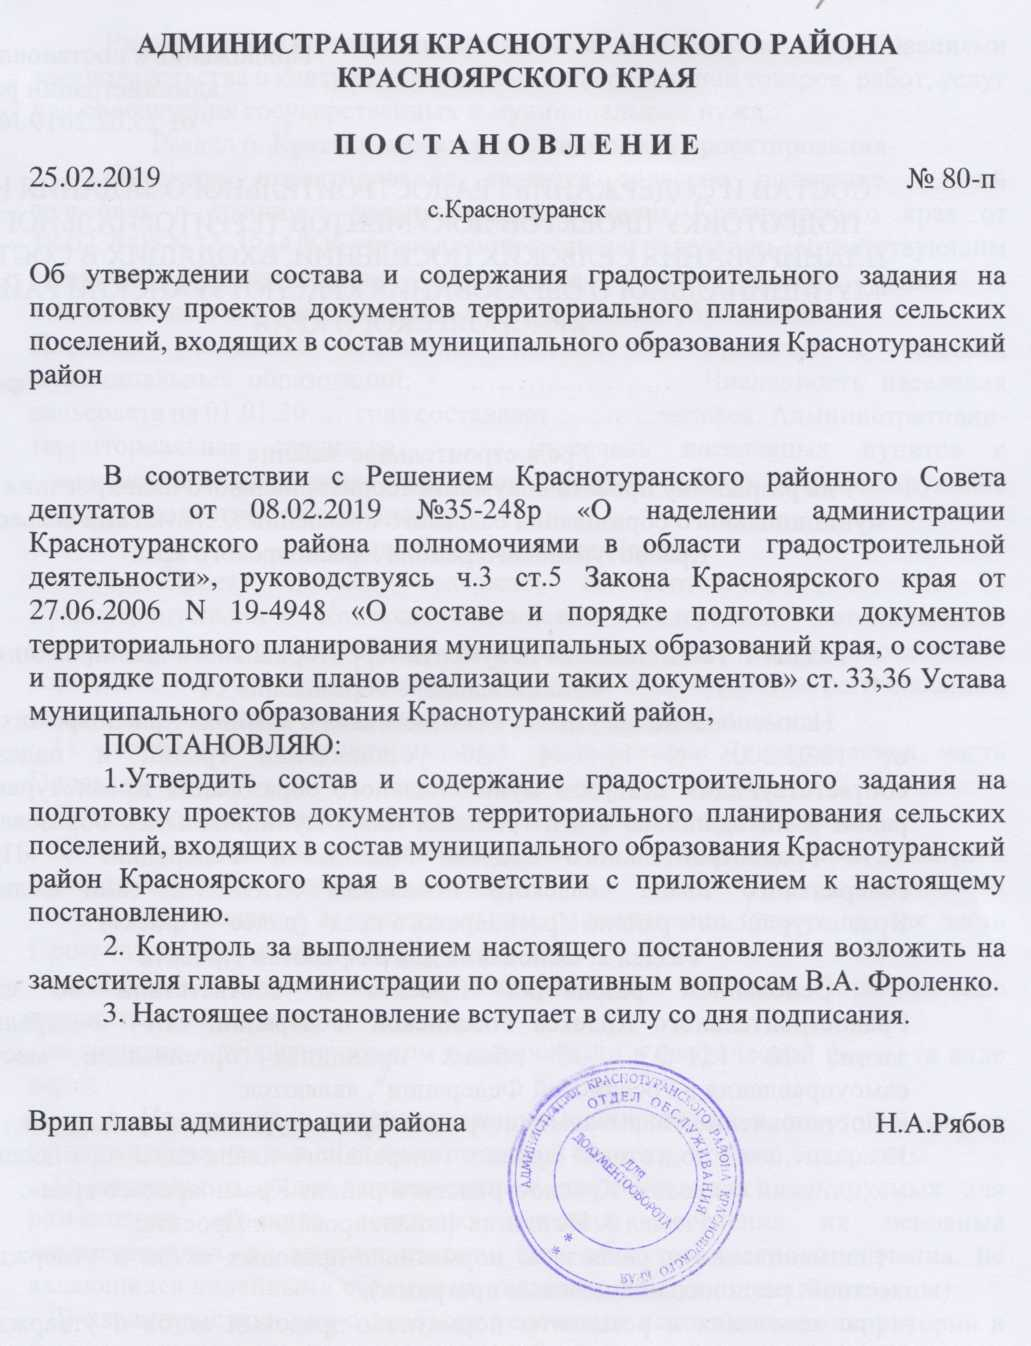 АДМИНИСТРАЦИЯ КРАСНОТУРАНСКОГО РАЙОНА
КРАСНОЯРСКОГО КРАЯ
П О С Т А Н О В Л Е Н И Е
25.02.2019 № 80-п
с.Краснотуранск
Об утверждении состава и содержания градостроительного задания на
подготовку проектов документов территориального планирования сельских
поселений, входящих в состав муниципального образования Краснотуранский
район
В соответствии с Решением Краснотуранского районного Совета
депутатов от 08.02.2019 №35-248р «О наделении администрации
Краснотуранского района полномочиями в области градостроительной
деятельности», руководствуясь ч.3 ст.5 Закона Красноярского края от
27.06.2006 N 19-4948 «О составе и порядке подготовки документов
территориального планирования муниципальных образований края, о составе
и порядке подготовки планов реализации таких документов» ст. 33,36 Устава
муниципального образования Краснотуранский район,
ПОСТАНОВЛЯЮ:
1.Утвердить состав и содержание градостроительного задания на
подготовку проектов документов территориального планирования сельских
поселений, входящих в состав муниципального образования Краснотуранский
район Красноярского края в соответствии с приложением к настоящему
постановлению.
2. Контроль за выполнением настоящего постановления возложить на
заместителя главы администрации по оперативным вопросам В.А. Фроленко.
3. Настоящее постановление вступает в силу со дня подписания.
Врип главы администрации района Н.А.Рябов
АДМИНИСТРАЦИЯ КРАСНОТУРАНСКОГО РАЙОНА КРАСНОЯРСКОГО КРАЯ
ОТДЕЛ ОБСЛУЖИВАНИЯ
ДЛЯ
ДОКУМЕНТООБОРОТА